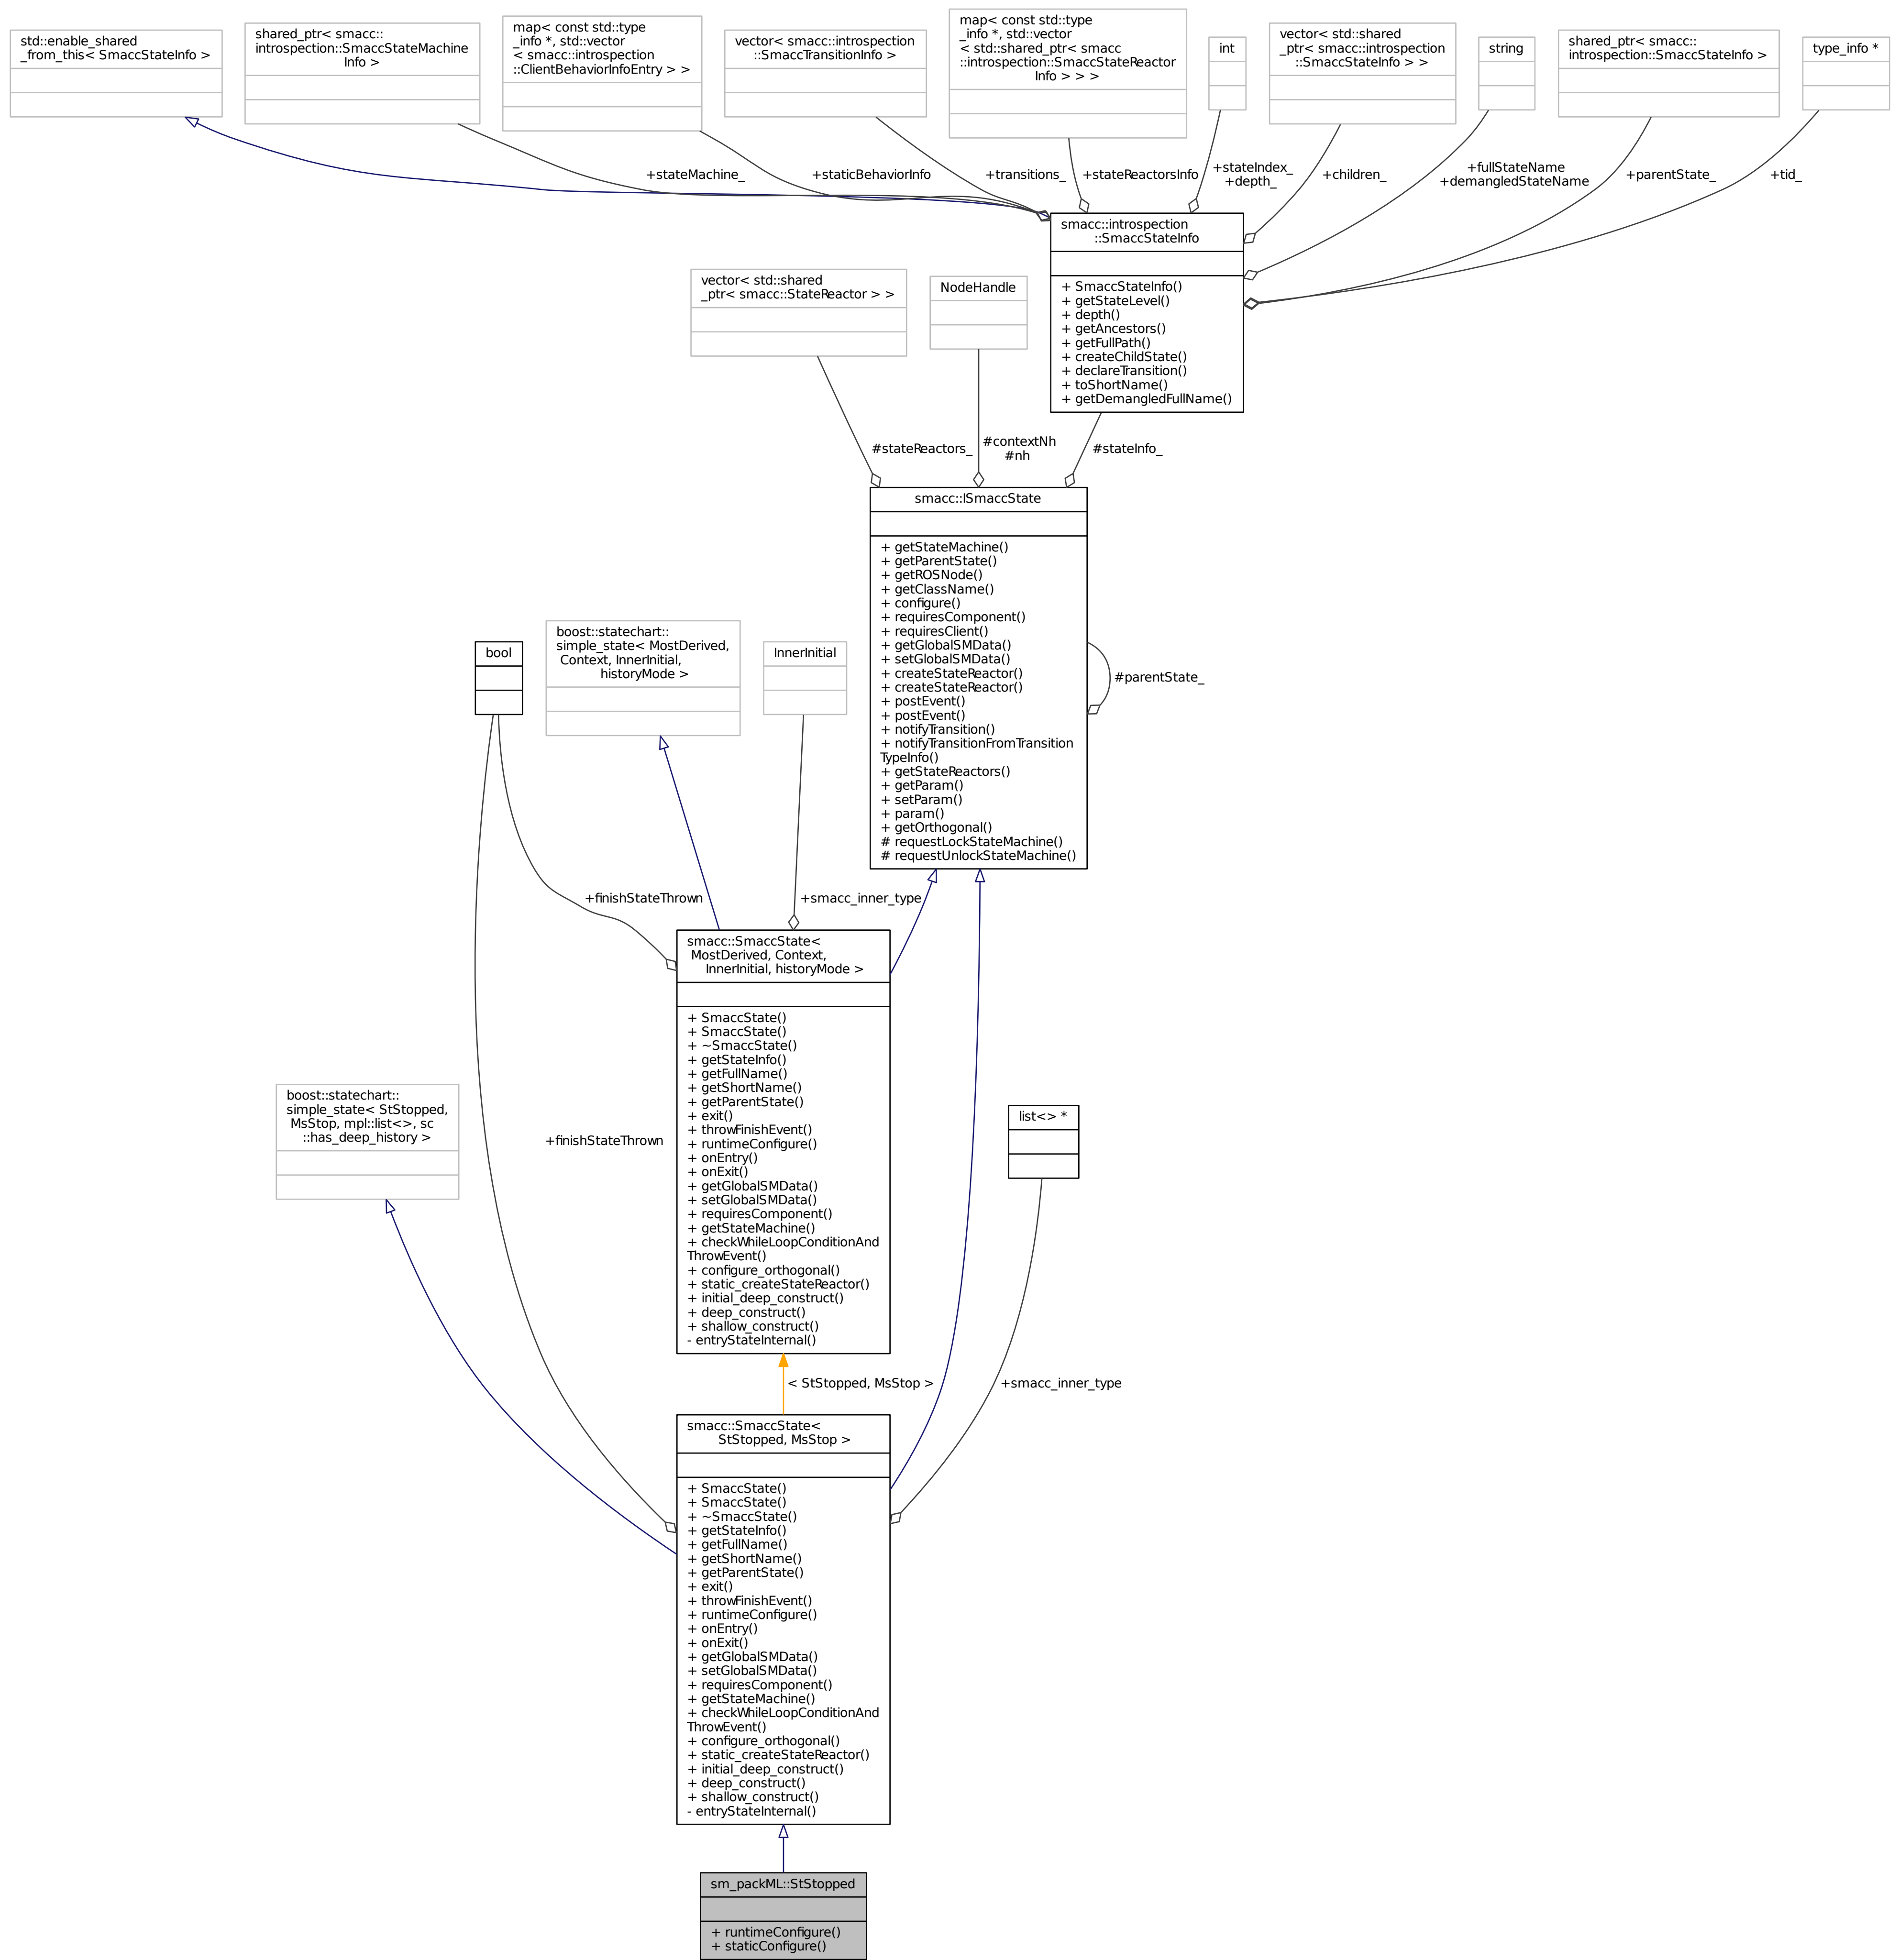 std::enable_shared
_from_this< SmaccStateInfo >
shared_ptr< smacc::
introspection::SmaccStateMachine
Info >
map< const std::type
_info *, std::vector
< smacc::introspection
::ClientBehaviorInfoEntry > >
vector< smacc::introspection
::SmaccTransitionInfo >
map< const std::type
_info *, std::vector
< std::shared_ptr< smacc
::introspection::SmaccStateReactor
Info > > >
int
vector< std::shared
_ptr< smacc::introspection
::SmaccStateInfo > >
string
shared_ptr< smacc::
introspection::SmaccStateInfo >
type_info *
+stateMachine_
+staticBehaviorInfo
+transitions_
+stateReactorsInfo
+stateIndex_
+depth_
+children_
+fullStateName
+demangledStateName
+parentState_
+tid_
smacc::introspection
::SmaccStateInfo
+ SmaccStateInfo()
+ getStateLevel()
+ depth()
+ getAncestors()
+ getFullPath()
+ createChildState()
+ declareTransition()
+ toShortName()
+ getDemangledFullName()
vector< std::shared
_ptr< smacc::StateReactor > >
NodeHandle
#stateReactors_
#contextNh
#nh
#stateInfo_
smacc::ISmaccState
+ getStateMachine()
+ getParentState()
+ getROSNode()
+ getClassName()
+ configure()
+ requiresComponent()
+ requiresClient()
+ getGlobalSMData()
+ setGlobalSMData()
+ createStateReactor()
+ createStateReactor()
+ postEvent()
+ postEvent()
+ notifyTransition()
+ notifyTransitionFromTransition
TypeInfo()
+ getStateReactors()
+ getParam()
+ setParam()
+ param()
+ getOrthogonal()
# requestLockStateMachine()
# requestUnlockStateMachine()
#parentState_
bool
boost::statechart::
simple_state< MostDerived,
Context, InnerInitial,
historyMode >
InnerInitial
+finishStateThrown
+smacc_inner_type
smacc::SmaccState<
MostDerived, Context,
InnerInitial, historyMode >
+ SmaccState()
+ SmaccState()
+ ~SmaccState()
+ getStateInfo()
+ getFullName()
+ getShortName()
+ getParentState()
+ exit()
+ throwFinishEvent()
+ runtimeConfigure()
+ onEntry()
+ onExit()
+ getGlobalSMData()
+ setGlobalSMData()
+ requiresComponent()
+ getStateMachine()
+ checkWhileLoopConditionAnd
ThrowEvent()
+ configure_orthogonal()
+ static_createStateReactor()
+ initial_deep_construct()
+ deep_construct()
+ shallow_construct()
- entryStateInternal()
boost::statechart::
simple_state< StStopped,
MsStop, mpl::list<>, sc
::has_deep_history >
+finishStateThrown
list<> *
< StStopped, MsStop >
+smacc_inner_type
smacc::SmaccState<
StStopped, MsStop >
+ SmaccState()
+ SmaccState()
+ ~SmaccState()
+ getStateInfo()
+ getFullName()
+ getShortName()
+ getParentState()
+ exit()
+ throwFinishEvent()
+ runtimeConfigure()
+ onEntry()
+ onExit()
+ getGlobalSMData()
+ setGlobalSMData()
+ requiresComponent()
+ getStateMachine()
+ checkWhileLoopConditionAnd
ThrowEvent()
+ configure_orthogonal()
+ static_createStateReactor()
+ initial_deep_construct()
+ deep_construct()
+ shallow_construct()
- entryStateInternal()
sm_packML::StStopped
+ runtimeConfigure()
+ staticConfigure()